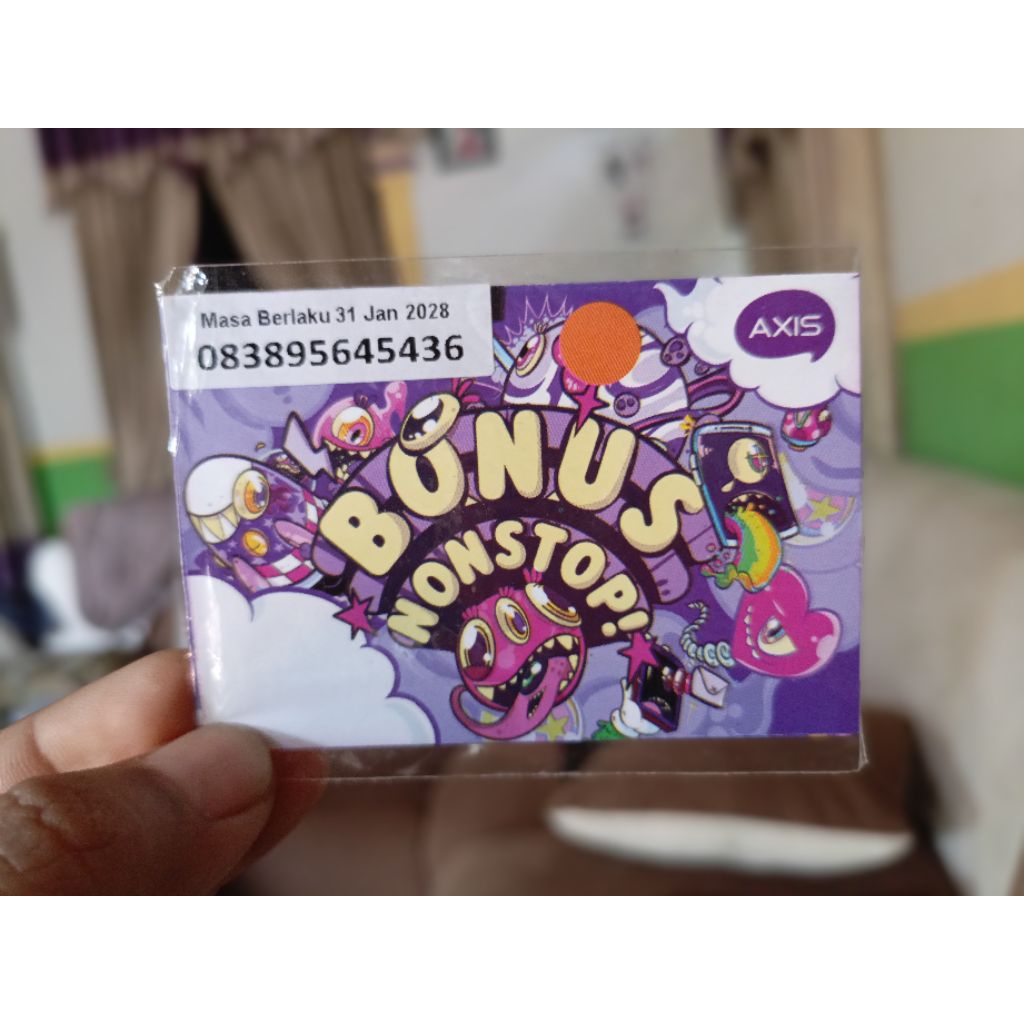 Masa Berlaku 31 Jan 2028
083895645436
AXIS
BONUS
NONSTOP!